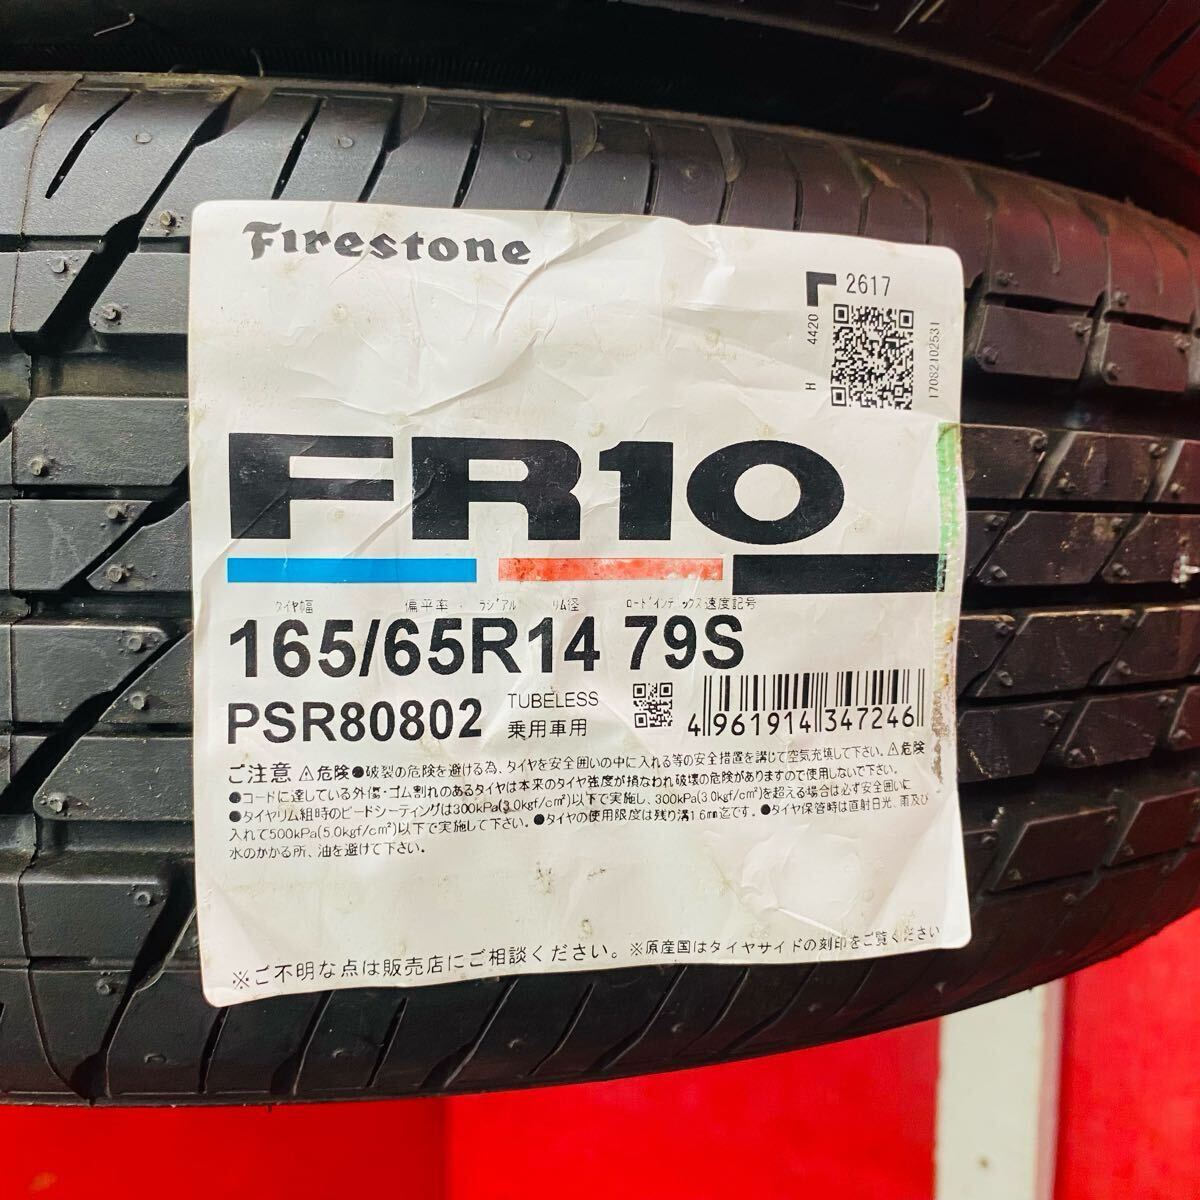 Firestone
2617
4420
H
17082102531
FR10
タイヤ幅 偏平率 ラジアル リム径 ロードインデックス 速度記号
165/65R14 79S
PSR80802 TUBELESS
乗用車用
4 961914 347246
ご注意 ⚠危険●破裂の危険を避ける為、タイヤを安全囲いの中に入れる等の安全措置を講じて空気充填して下さい。⚠危険
●コードに達している外傷・ゴム割れのあるタイヤは本来のタイヤ強度が損なわれ破壊の危険がありますので使用しないで下さい。
●タイヤリム組時のビードシーティングは300kPa(3.0kgf/c㎡)以下で実施し、300kPa(3.0kgf/c㎡)を超える場合は必ず安全囲いに
入れて500kPa(5.0kgf/c㎡)以下で実施して下さい。●タイヤの使用限度は残り溝1.6mm迄です。●タイヤ保管時は直射日光、雨及び
水のかかる所、油を避けて下さい。
※ご不明な点は販売店にご相談ください。※原産国はタイヤサイドの刻印をご覧ください